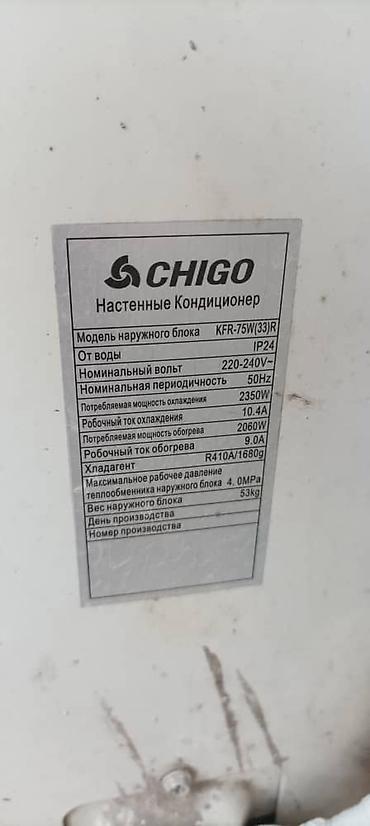 CHIGO
Настенные Кондиционер
Модель наружного блока KFR-75W(33)R
От воды IP24
Номинальный вольт 220-240V~
Номинальная периодичность 50Hz
Потребляемая мощность охлаждения 2350W
Робочный ток охлаждения 10.4A
Потребляемая мощность обогрева 2060W
Робочный ток обогрева 9.0A
Хладагент R410A/1680g
Максимальное рабочее давление
теплообменника наружного блока 4.0MPa
Вес наружного блока 53kg
День производства
Номер производства